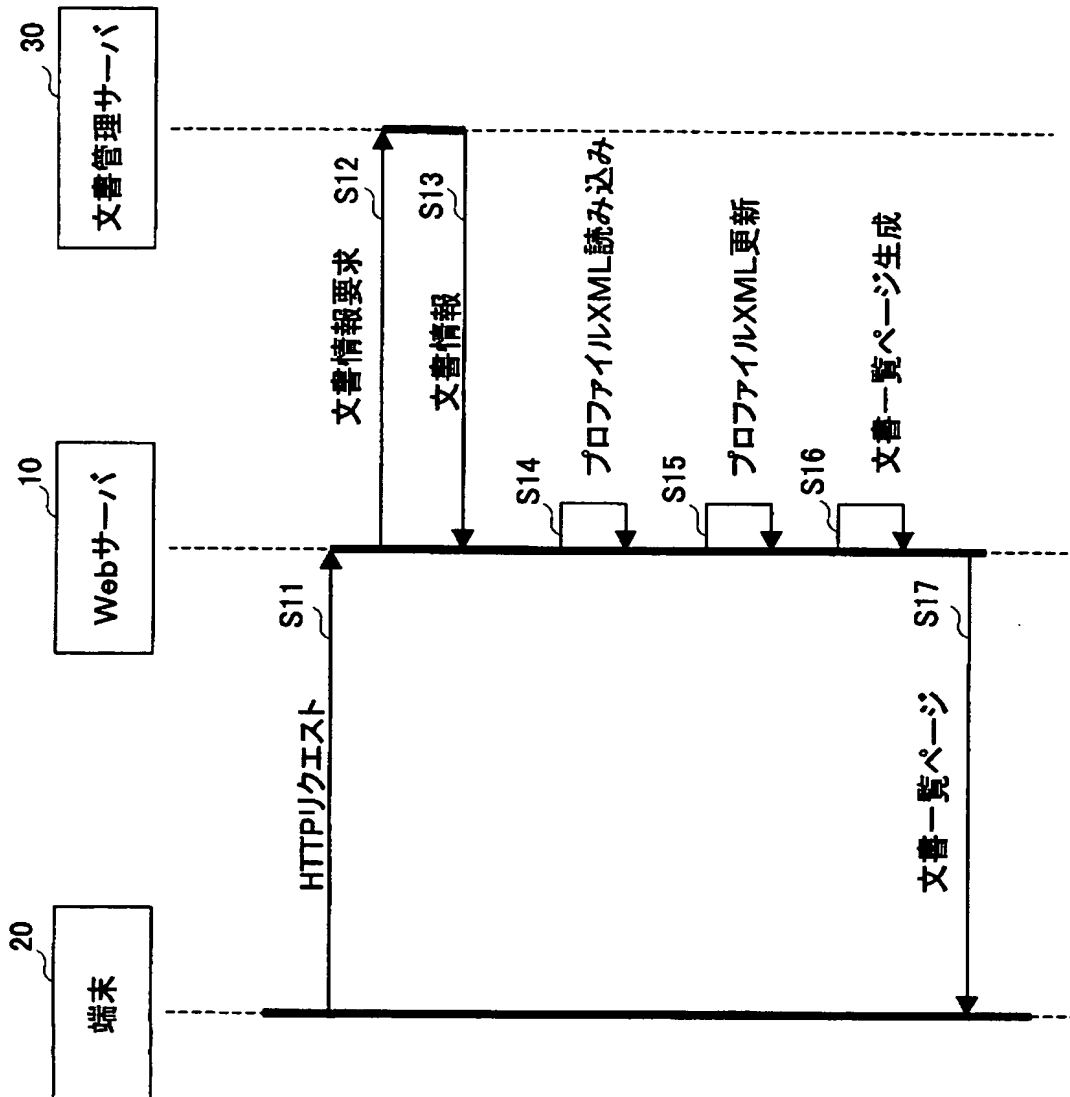 20
端末
10
Webサーバ
30
文書管理サーバ
HTTPリクエスト
S11
文書情報要求
S12
文書情報
S13
S14
プロファイルXML読み込み
S15
プロファイルXML更新
S16
文書一覧ページ生成
文書一覧ページ
S17